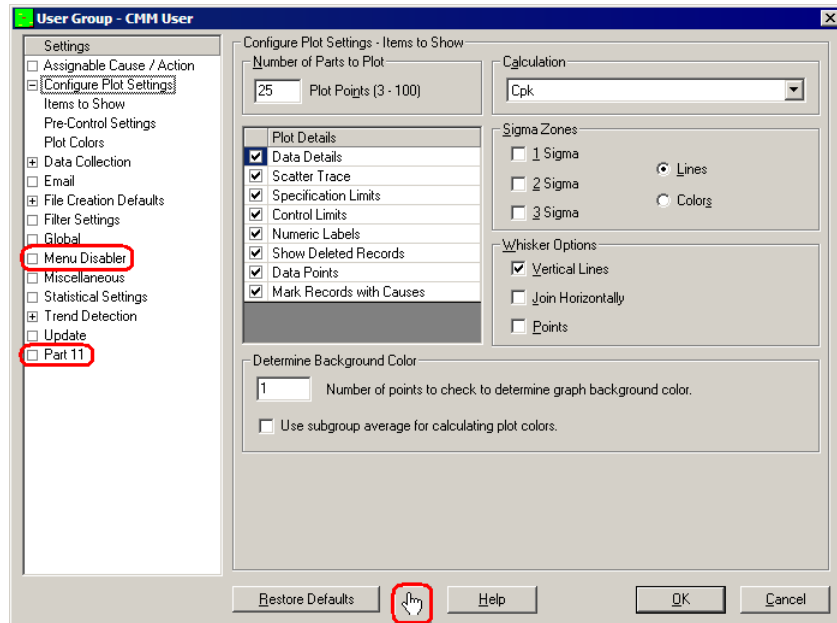 User Group - CMM User
Settings
Assignable Cause / Action
Configure Plot Settings
Items to Show
Pre-Control Settings
Plot Colors
Data Collection
Email
File Creation Defaults
Filter Settings
Global
Menu Disabler
Miscellaneous
Statistical Settings
Trend Detection
Update
Part 11
Configure Plot Settings - Items to Show
Number of Parts to Plot
25 Plot Points (3 - 100)
Calculation
Cpk
Plot Details
Data Details
Scatter Trace
Specification Limits
Control Limits
Numeric Labels
Show Deleted Records
Data Points
Mark Records with Causes
Sigma Zones
1 Sigma
2 Sigma
3 Sigma
Lines
Colors
Whisker Options
Vertical Lines
Join Horizontally
Points
Determine Background Color
1 Number of points to check to determine graph background color.
Use subgroup average for calculating plot colors.
Restore Defaults Help OK Cancel